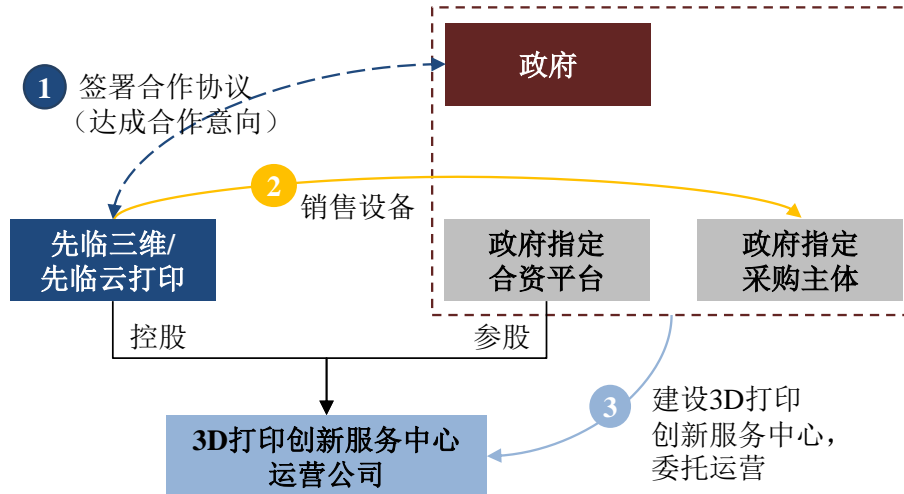 政府
1
签署合作协议
（达成合作意向）
2
销售设备
先临三维/
先临云打印
政府指定
合资平台
政府指定
采购主体
控股
参股
3
建设3D打印
创新服务中心，
委托运营
3D打印创新服务中心
运营公司